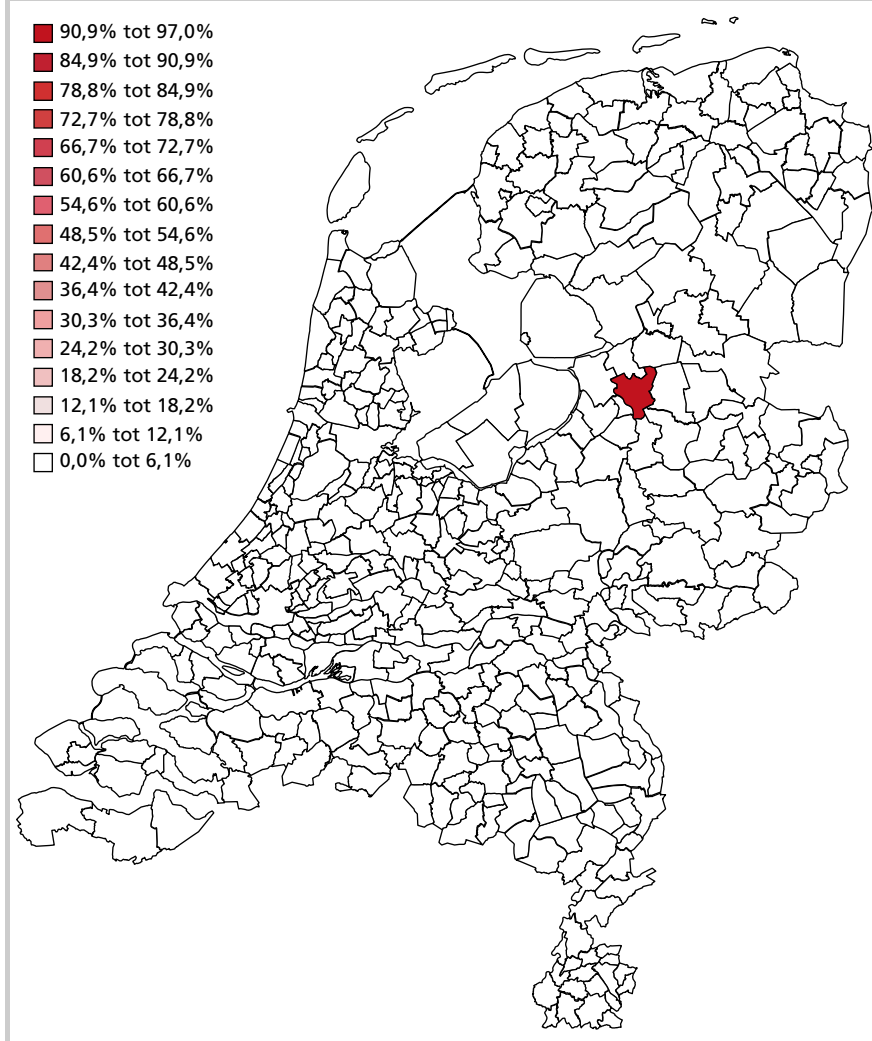 90,9% tot 97,0%
84,9% tot 90,9%
78,8% tot 84,9%
72,7% tot 78,8%
66,7% tot 72,7%
60,6% tot 66,7%
54,6% tot 60,6%
48,5% tot 54,6%
42,4% tot 48,5%
36,4% tot 42,4%
30,3% tot 36,4%
24,2% tot 30,3%
18,2% tot 24,2%
12,1% tot 18,2%
6,1% tot 12,1%
0,0% tot 6,1%